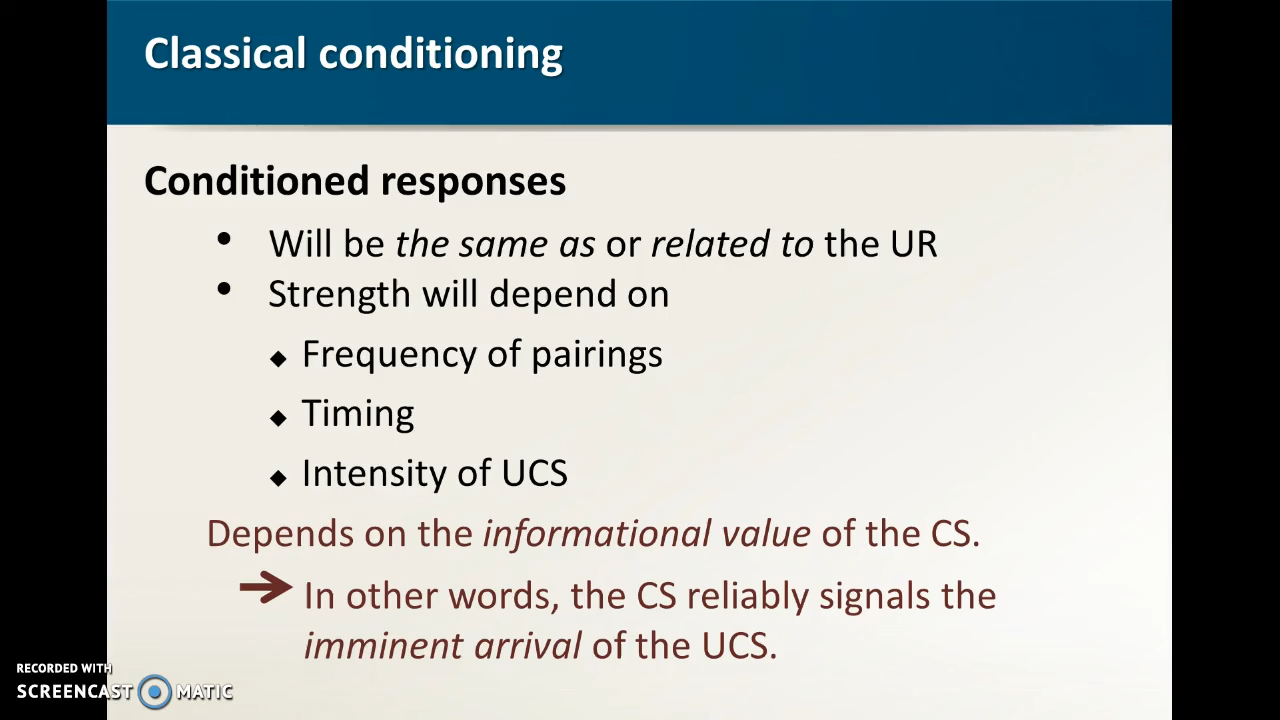 Classical conditioning
Conditioned responses
• Will be the same as or related to the UR
• Strength will depend on
◆ Frequency of pairings
◆ Timing
◆ Intensity of UCS
Depends on the informational value of the CS.
➔ In other words, the CS reliably signals the
imminent arrival of the UCS.
RECORDED WITH
SCREENCAST MATIC